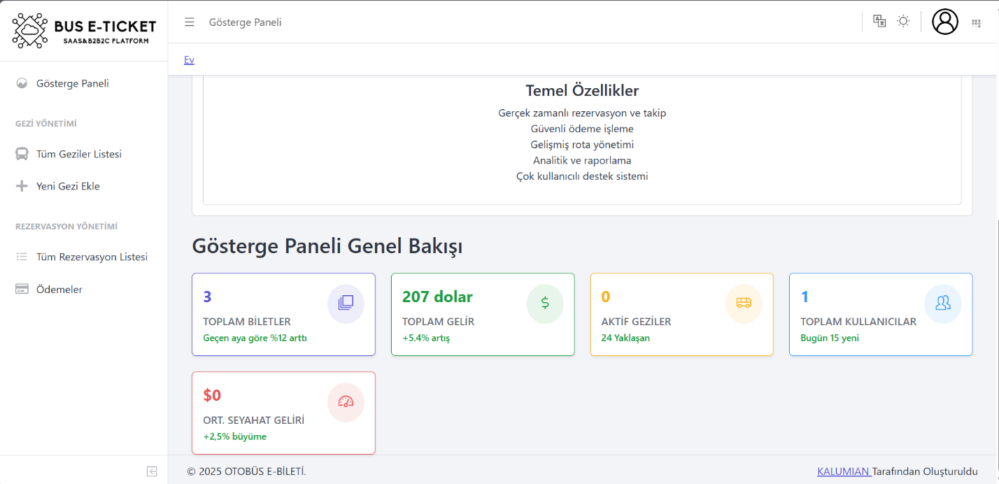 BUS E-TICKET
SAAS&B2B2C PLATFORM
Gösterge Paneli
Ev
Gösterge Paneli
GEZİ YÖNETİMİ
Tüm Geziler Listesi
Yeni Gezi Ekle
REZERVASYON YÖNETİMİ
Tüm Rezervasyon Listesi
Ödemeler
Temel Özellikler
Gerçek zamanlı rezervasyon ve takip
Güvenli ödeme işleme
Gelişmiş rota yönetimi
Analitik ve raporlama
Çok kullanıcılı destek sistemi
Gösterge Paneli Genel Bakışı
3
TOPLAM BİLETLER
Geçen aya göre %12 arttı
207 dolar
TOPLAM GELİR
+5.4% artış
0
AKTİF GEZİLER
24 Yaklaşan
1
TOPLAM KULLANICILAR
Bugün 15 yeni
$0
ORT. SEYAHAT GELİRİ
+2,5% büyüme
© 2025 OTOBÜS E-BİLETİ.
KALUMIAN Tarafından Oluşturuldu